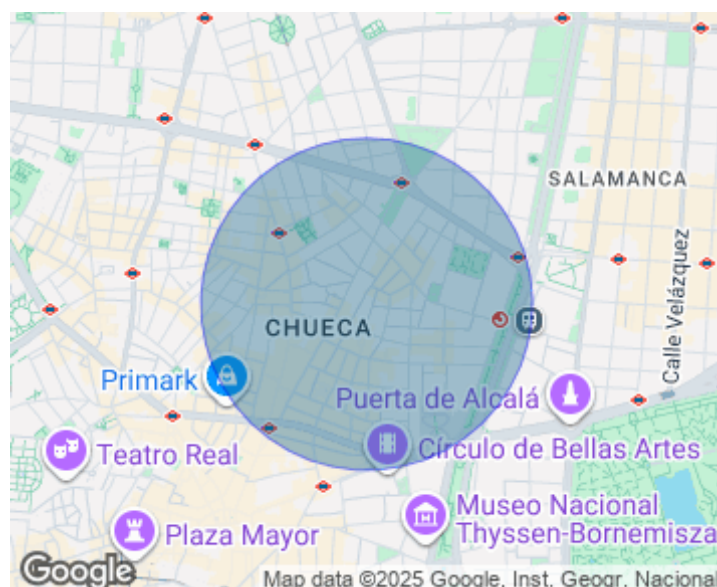 SALAMANCA
Calle Velázquez
CHUECA
Primark
Puerta de Alcalá
Teatro Real
Círculo de Bellas Artes
Museo Nacional
Thyssen-Bornemisza
Plaza Mayor
Google
Map data ©2025 Google, Inst. Geogr. Nacional